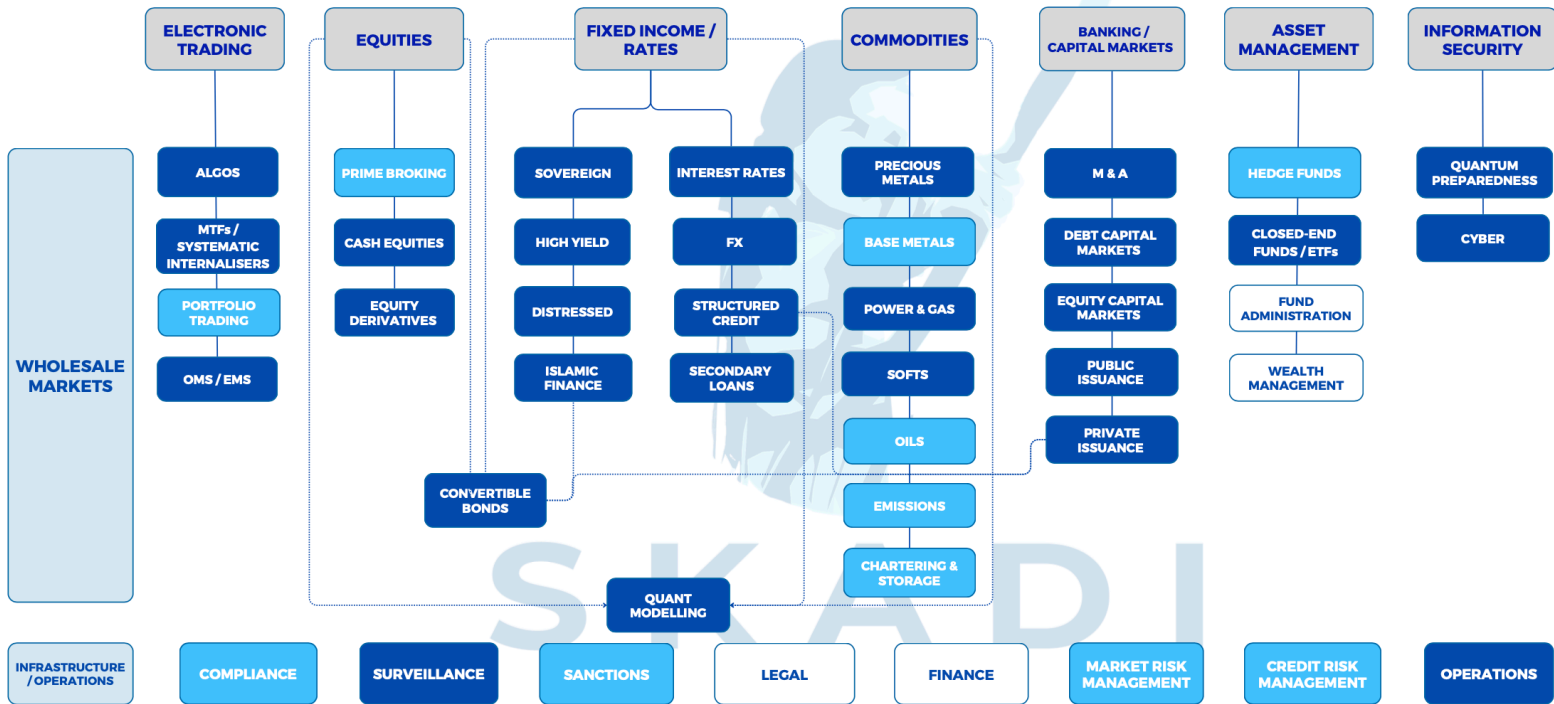 ELECTRONIC
TRADING
EQUITIES
FIXED INCOME /
RATES
COMMODITIES
BANKING /
CAPITAL MARKETS
ASSET
MANAGEMENT
INFORMATION
SECURITY
WHOLESALE
MARKETS
ALGOS
MTFs /
SYSTEMATIC
INTERNALISERS
PORTFOLIO
TRADING
OMS / EMS
PRIME BROKING
CASH EQUITIES
EQUITY
DERIVATIVES
SOVEREIGN
HIGH YIELD
DISTRESSED
ISLAMIC
FINANCE
INTEREST RATES
FX
STRUCTURED
CREDIT
SECONDARY
LOANS
CONVERTIBLE
BONDS
PRECIOUS
METALS
BASE METALS
POWER & GAS
SOFTS
OILS
EMISSIONS
CHARTERING &
STORAGE
M & A
DEBT CAPITAL
MARKETS
EQUITY CAPITAL
MARKETS
PUBLIC
ISSUANCE
PRIVATE
ISSUANCE
HEDGE FUNDS
CLOSED-END
FUNDS / ETFs
FUND
ADMINISTRATION
WEALTH
MANAGEMENT
QUANTUM
PREPAREDNESS
CYBER
QUANT
MODELLING
SKADI
INFRASTRUCTURE
/ OPERATIONS
COMPLIANCE
SURVEILLANCE
SANCTIONS
LEGAL
FINANCE
MARKET RISK
MANAGEMENT
CREDIT RISK
MANAGEMENT
OPERATIONS